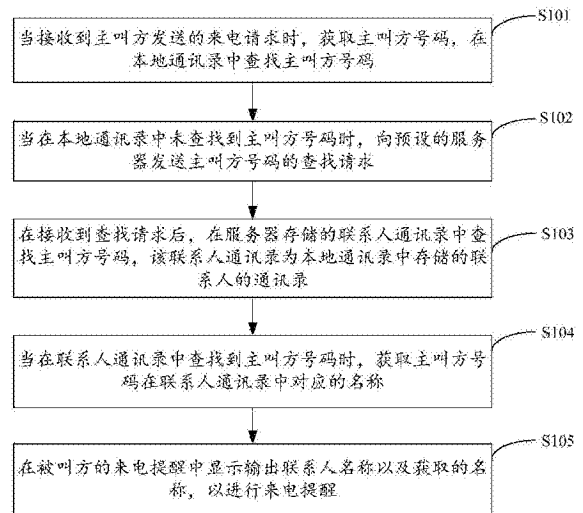 S101
当接收到主叫方发送的来电请求时，获取主叫方号码，在
本地通讯录中查找主叫方号码
S102
当在本地通讯录中未查找到主叫方号码时，向预设的服务
器发送主叫方号码的查找请求
S103
在接收到查找请求后，在服务器存储的联系人通讯录中查
找主叫方号码，该联系人通讯录为本地通讯录中存储的联
系人的通讯录
S104
当在联系人通讯录中查找到主叫方号码时，获取主叫方号
码在联系人通讯录中对应的名称
S105
在被叫方的来电提醒中显示输出联系人名称以及获取的名
称，以进行来电提醒